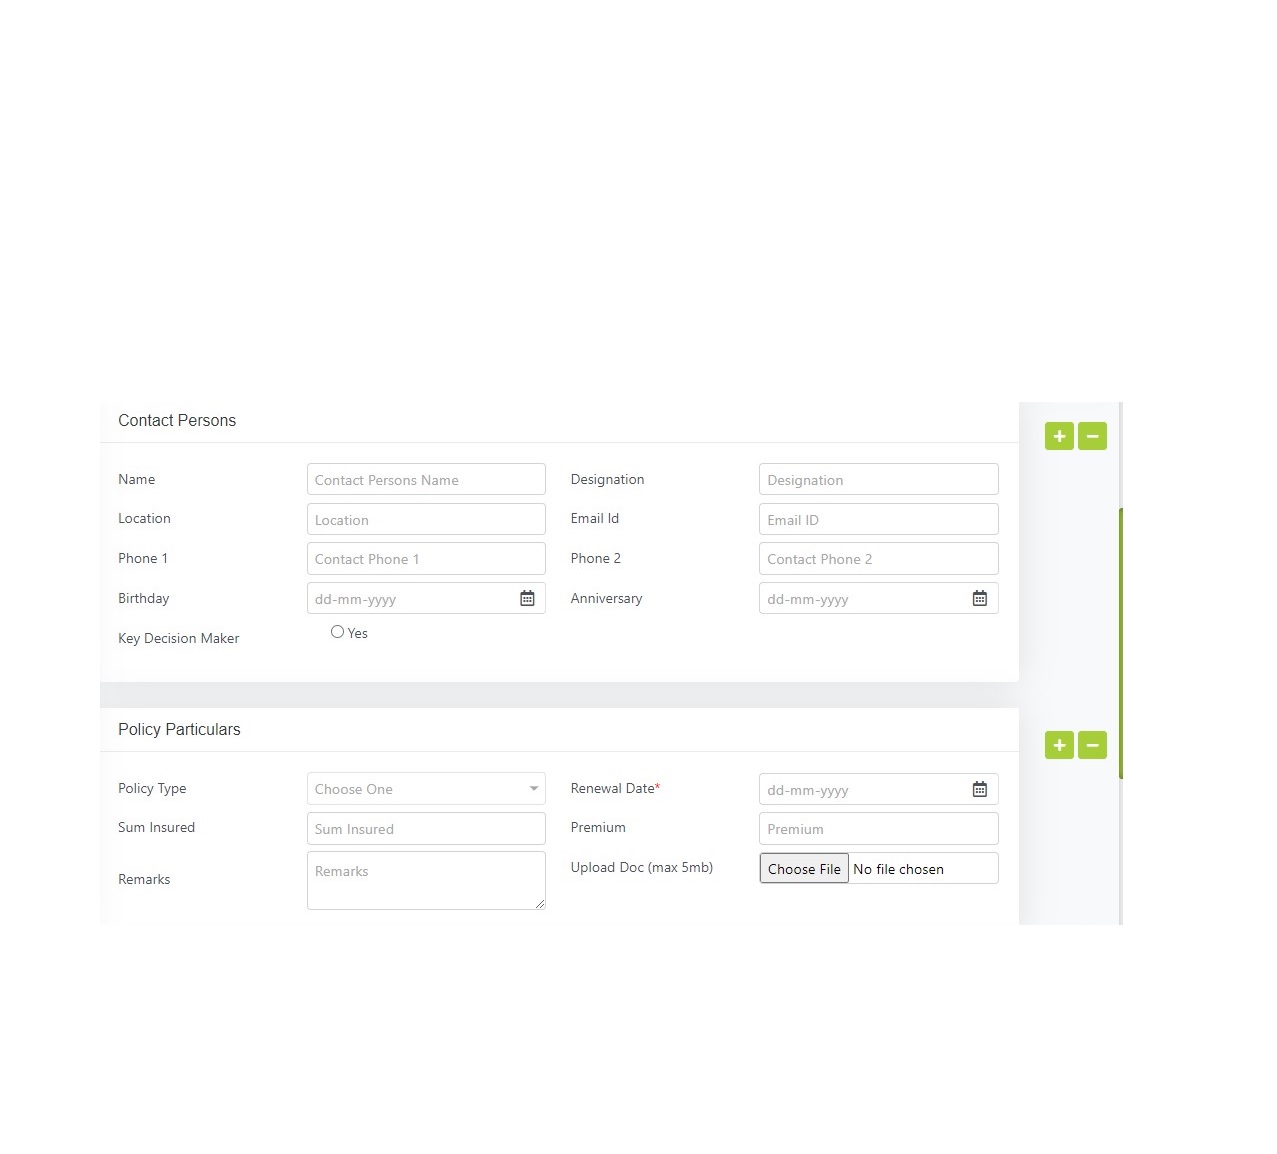 Contact Persons
+ −
Name Contact Persons Name Designation Designation
Location Location Email Id Email ID
Phone 1 Contact Phone 1 Phone 2 Contact Phone 2
Birthday dd-mm-yyyy Anniversary dd-mm-yyyy
Key Decision Maker Yes
Policy Particulars
+ −
Policy Type Choose One Renewal Date* dd-mm-yyyy
Sum Insured Sum Insured Premium Premium
Remarks Remarks Upload Doc (max 5mb) Choose File No file chosen